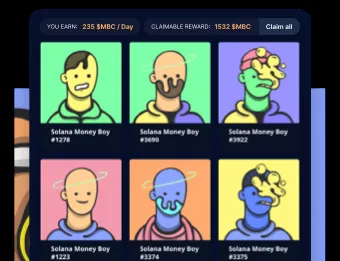 YOU EARN: 235 $MBC / Day
CLAIMABLE REWARD: 1532 $MBC Claim all
Solana Money Boy
#1278
Solana Money Boy
#3690
Solana Money Boy
#3922
Solana Money Boy
#1223
Solana Money Boy
#3374
Solana Money Boy
#3375